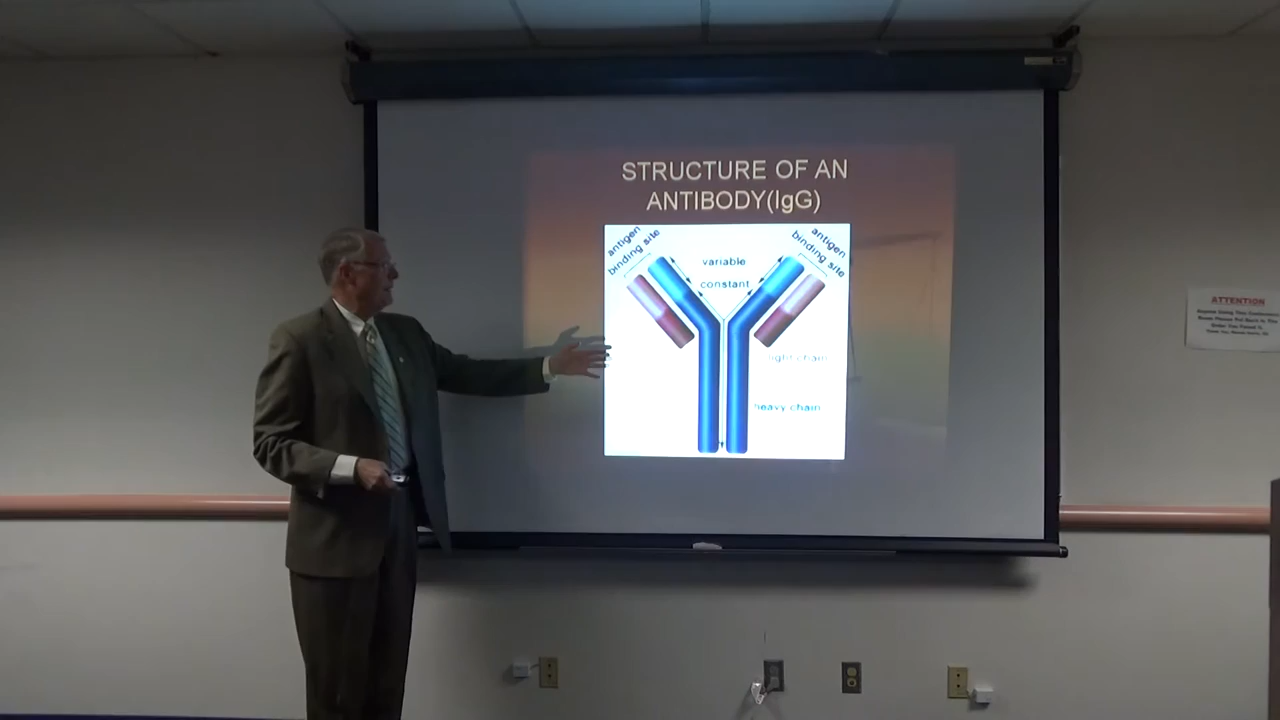 STRUCTURE OF AN
ANTIBODY(IgG)
antigen
binding site
variable
constant
antigen
binding site
light chain
heavy chain
ATTENTION